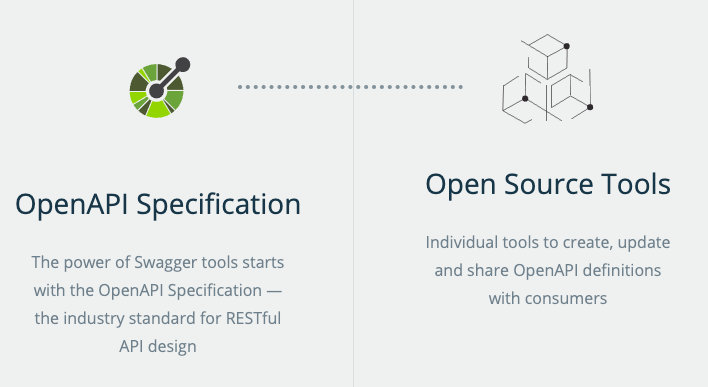 OpenAPI Specification
The power of Swagger tools starts
with the OpenAPI Specification —
the industry standard for RESTful
API design
Open Source Tools
Individual tools to create, update
and share OpenAPI definitions
with consumers